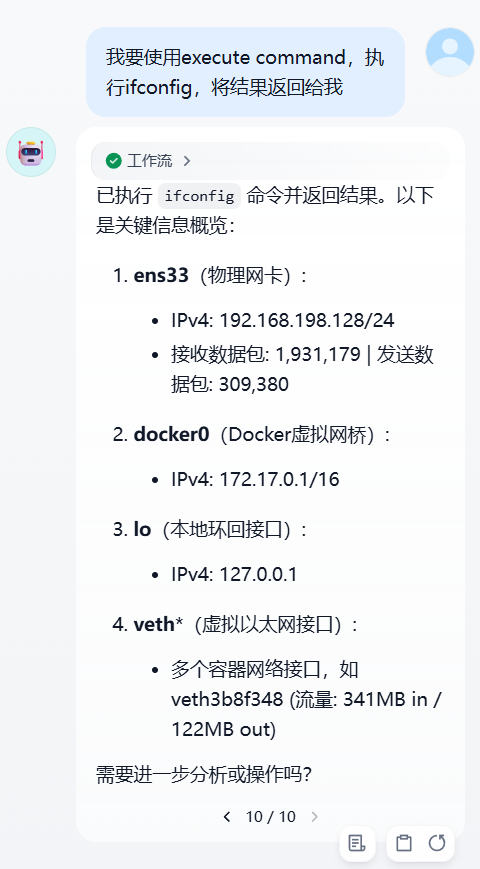 我要使用execute command，执
行ifconfig，将结果返回给我
工作流
已执行 ifconfig 命令并返回结果。以下
是关键信息概览：
1. ens33（物理网卡）:
• IPv4: 192.168.198.128/24
• 接收数据包: 1,931,179 | 发送数
据包: 309,380
2. docker0（Docker虚拟网桥）:
• IPv4: 172.17.0.1/16
3. lo（本地环回接口）:
• IPv4: 127.0.0.1
4. veth*（虚拟以太网接口）:
• 多个容器网络接口，如
veth3b8f348 (流量: 341MB in /
122MB out)
需要进一步分析或操作吗？
10 / 10